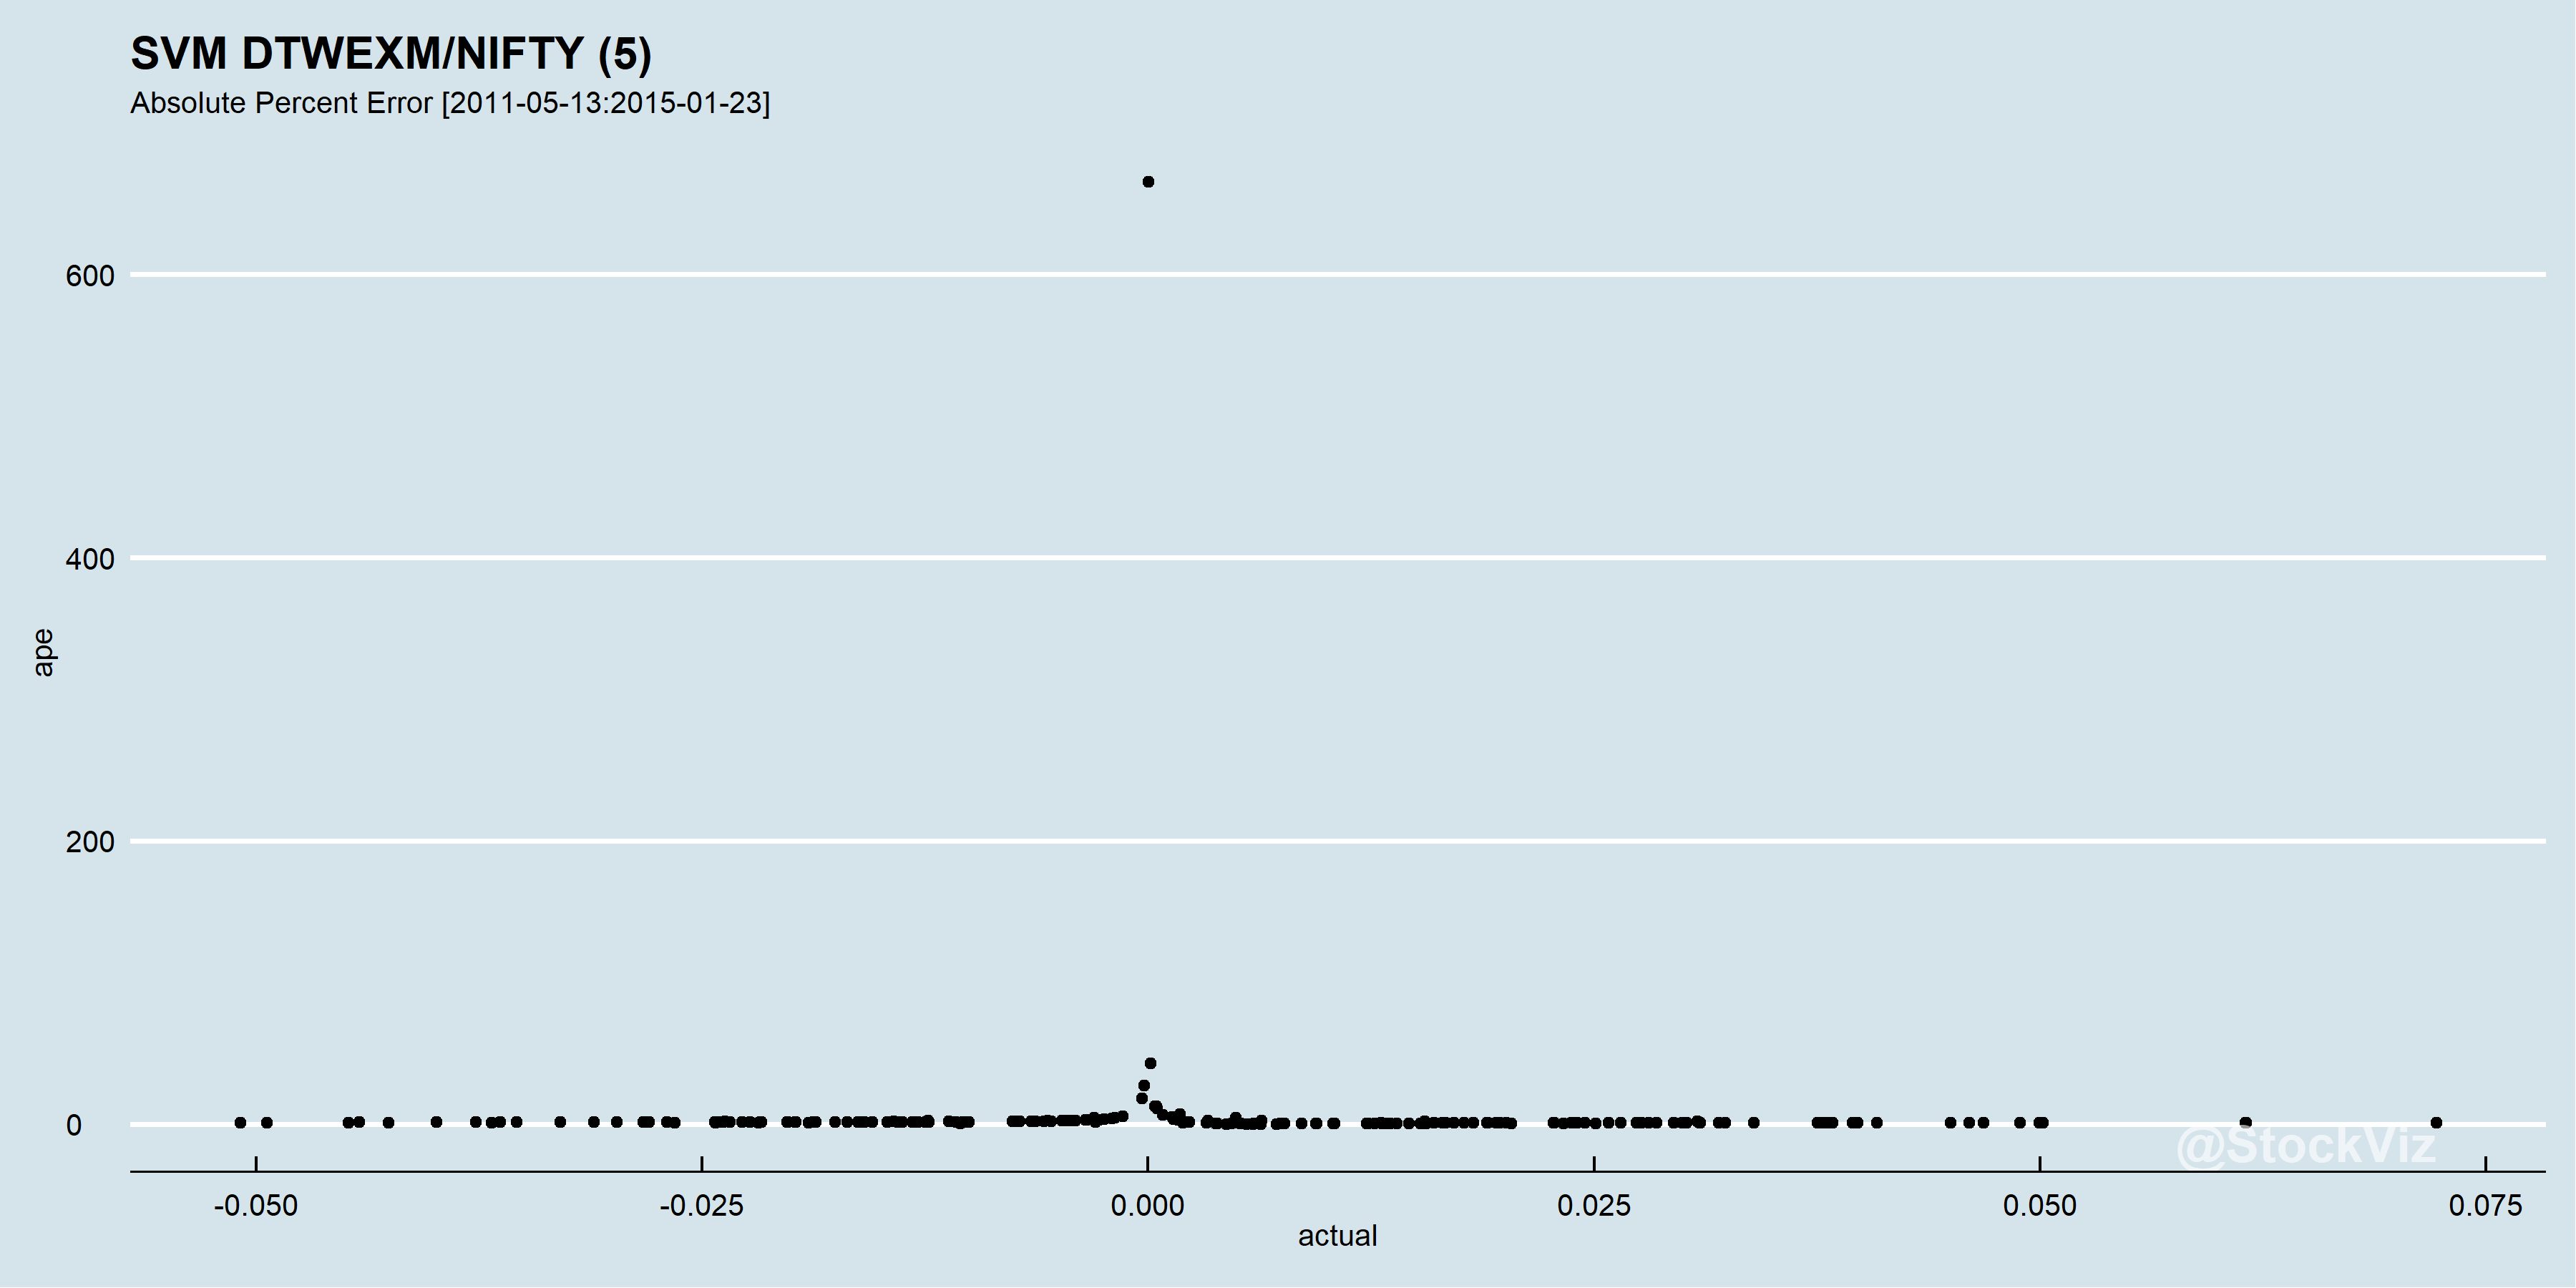 SVM DTWEXM/NIFTY (5)
Absolute Percent Error [2011-05-13:2015-01-23]
600
400
200
0
ape
-0.050
-0.025
0.000
0.025
0.050
0.075
actual
@StockViz